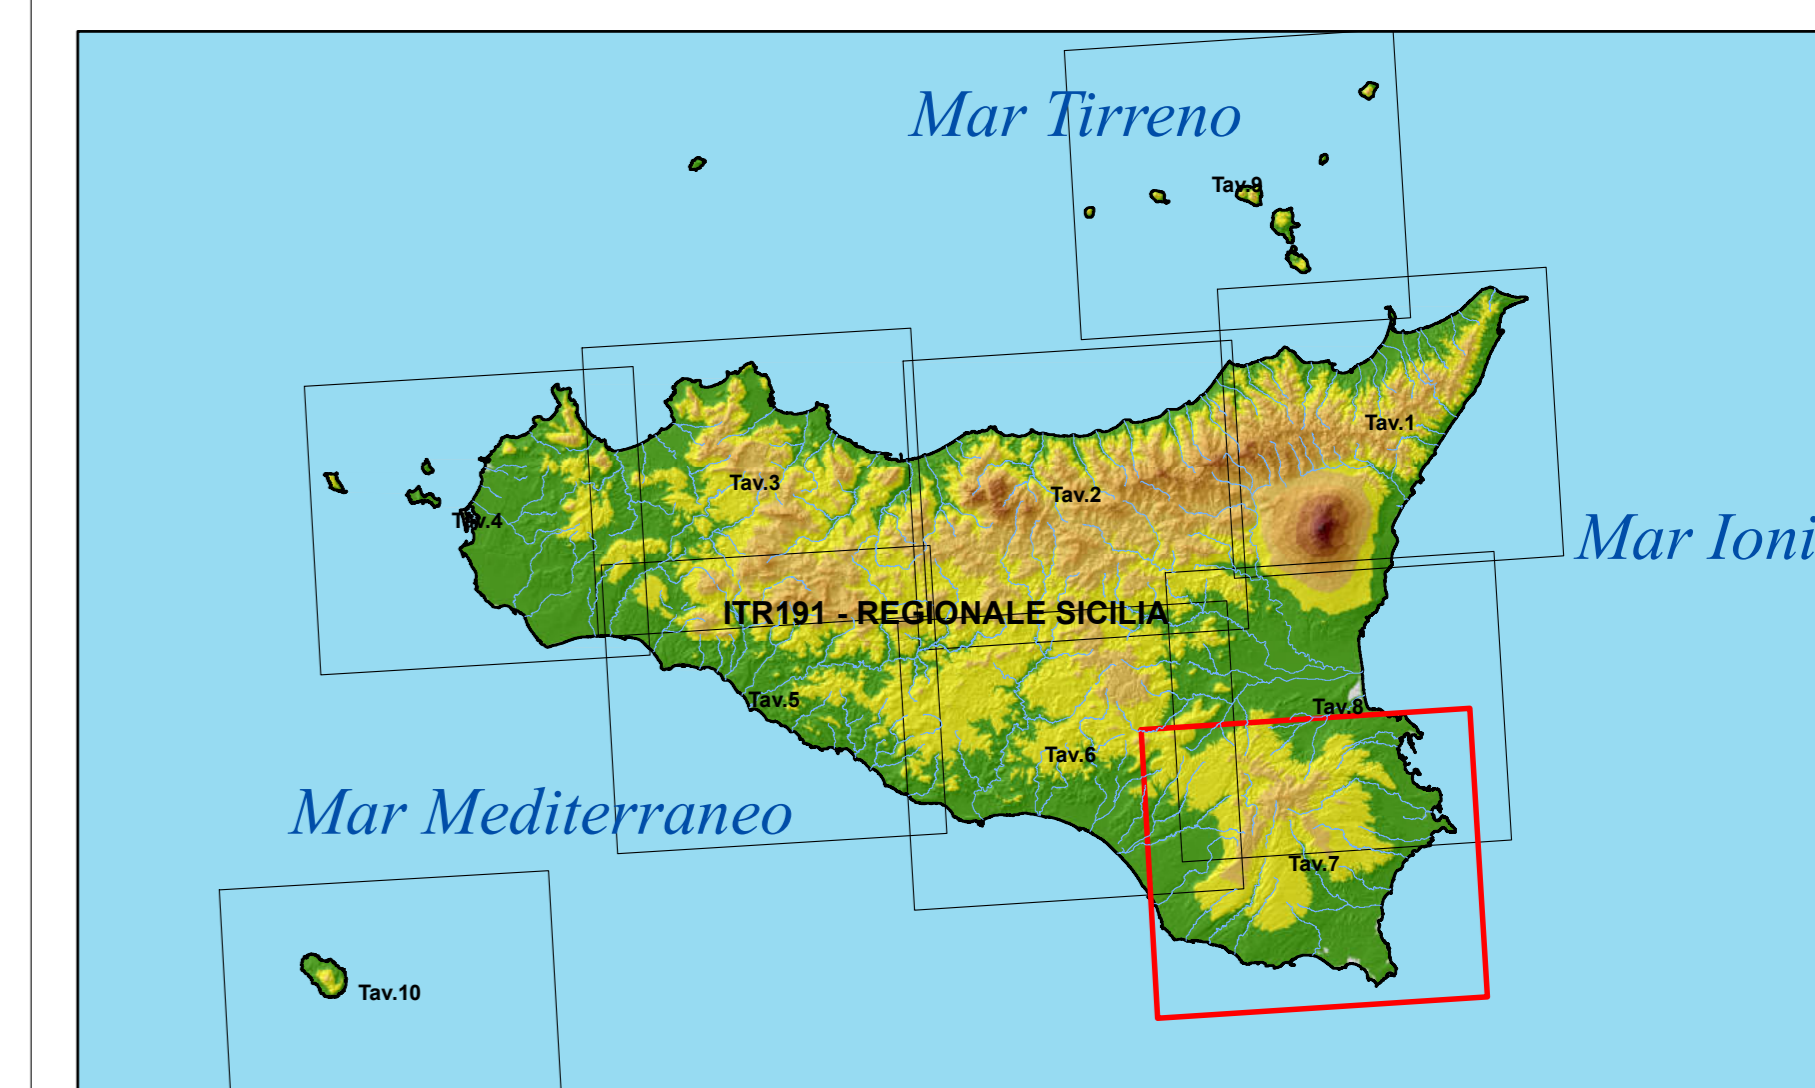 Mar Tirreno
Tav.9
Tav.1
Tav.3
Tav.2
Tav.4
Mar Ioni
ITR191 - REGIONALE SICILIA
Tav.5
Tav.8
Tav.6
Mar Mediterraneo
Tav.7
Tav.10